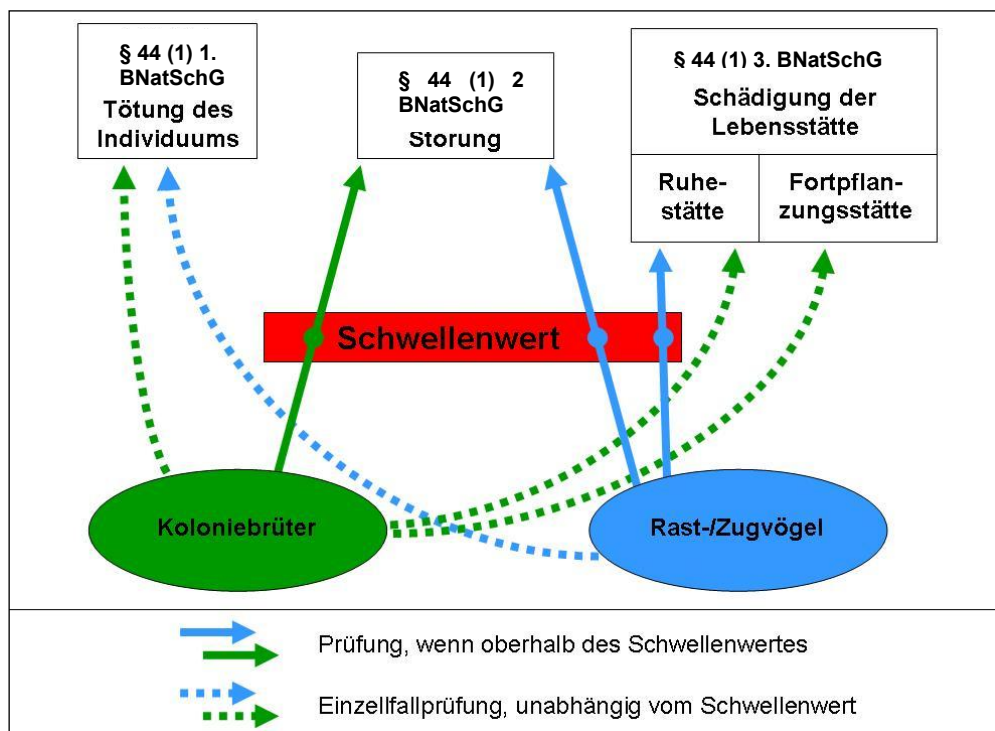 § 44 (1) 1.
BNatSchG
Tötung des
Individuums
§ 44 (1) 2
BNatSchG
Storung
§ 44 (1) 3. BNatSchG
Schädigung der
Lebensstätte
Ruhe-
stätte
Fortpflan-
zungsstätte
Schwellenwert
Koloniebrüter
Rast-/Zugvögel
Prüfung, wenn oberhalb des Schwellenwertes
Einzellfallprüfung, unabhängig vom Schwellenwert